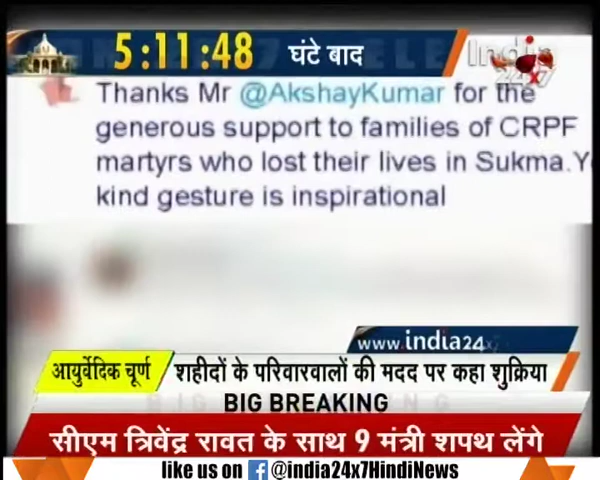 5:11:48 घंटे बाद
India
24x7
Thanks Mr @AkshayKumar for the
generous support to families of CRPF
martyrs who lost their lives in Sukma.Y
kind gesture is inspirational
www.india24x7
आयुर्वेदिक चूर्ण
शहीदों के परिवारवालों की मदद पर कहा शुक्रिया
BIG BREAKING
सीएम त्रिवेंद्र रावत के साथ 9 मंत्री शपथ लेंगे
like us on f @india24x7HindiNews